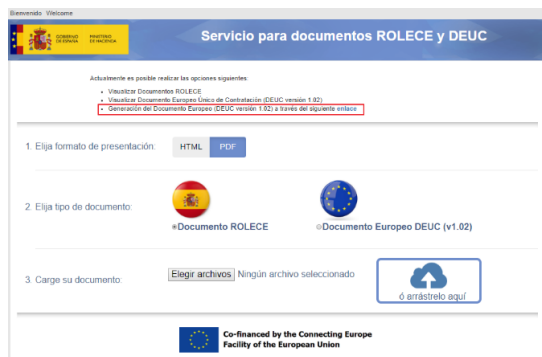 Bienvenido Welcome
GOBIERNO DE ESPAÑA
MINISTERIO DE HACIENDA
Servicio para documentos ROLECE y DEUC
Actualmente es posible realizar las opciones siguientes:
Visualizar Documentos ROLECE
Visualizar Documento Europeo Único de Contratación (DEUC versión 1.02)
Generación del Documento Europeo (DEUC versión 1.02) a través del siguiente enlace
1. Elija formato de presentación:
HTML PDF
2. Elija tipo de documento:
Documento ROLECE
Documento Europeo DEUC (v1.02)
3. Carge su documento:
Elegir archivos Ningún archivo seleccionado
ó arrástrelo aquí
Co-financed by the Connecting Europe
Facility of the European Union